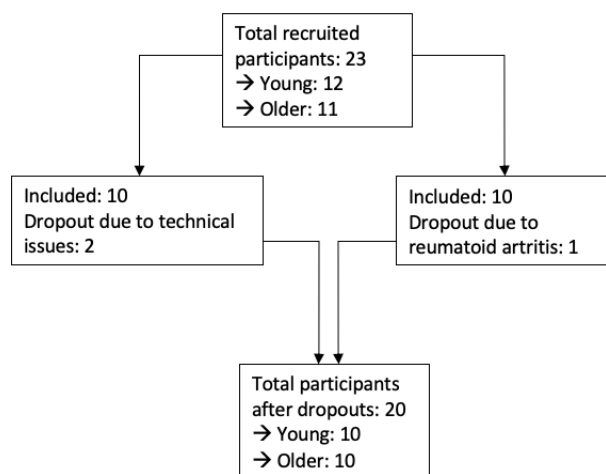 Total recruited
participants: 23
→ Young: 12
→ Older: 11
Included: 10
Dropout due to technical
issues: 2
Included: 10
Dropout due to
reumatoid artritis: 1
Total participants
after dropouts: 20
→ Young: 10
→ Older: 10